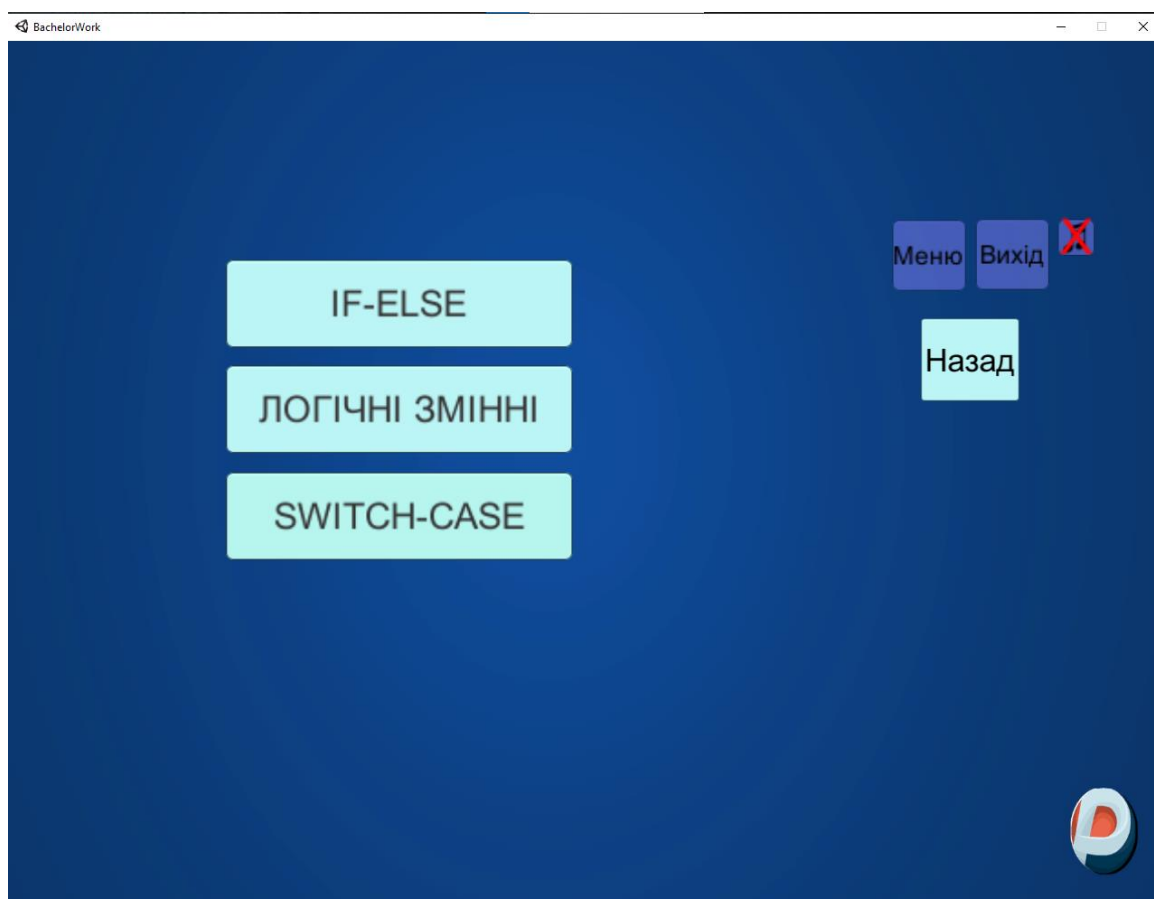 BachelorWork
Меню Вихід
IF-ELSE
Назад
ЛОГІЧНІ ЗМІННІ
SWITCH-CASE